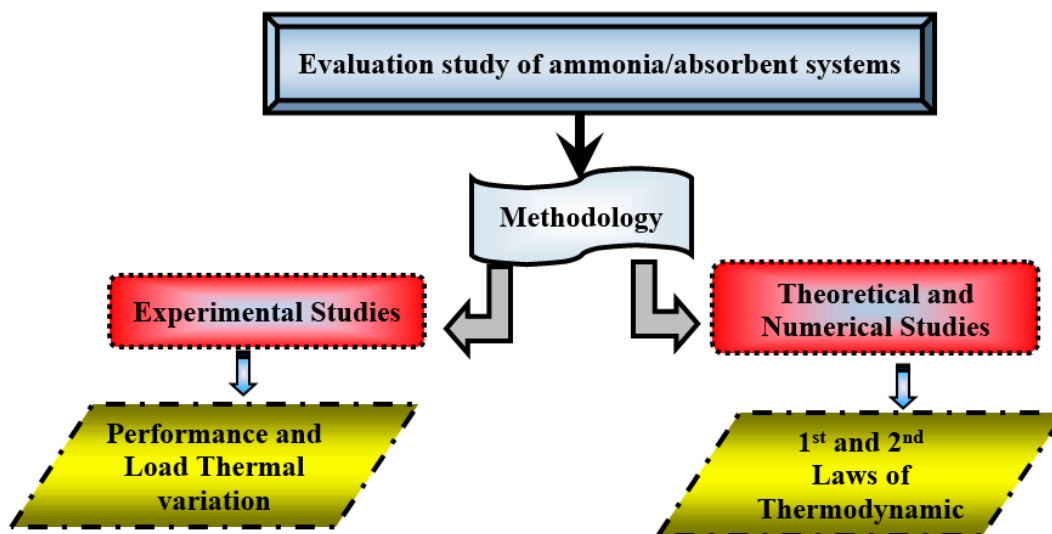 Evaluation study of ammonia/absorbent systems
Methodology
Experimental Studies
Theoretical and
Numerical Studies
Performance and
Load Thermal
variation
1st and 2nd
Laws of
Thermodynamic